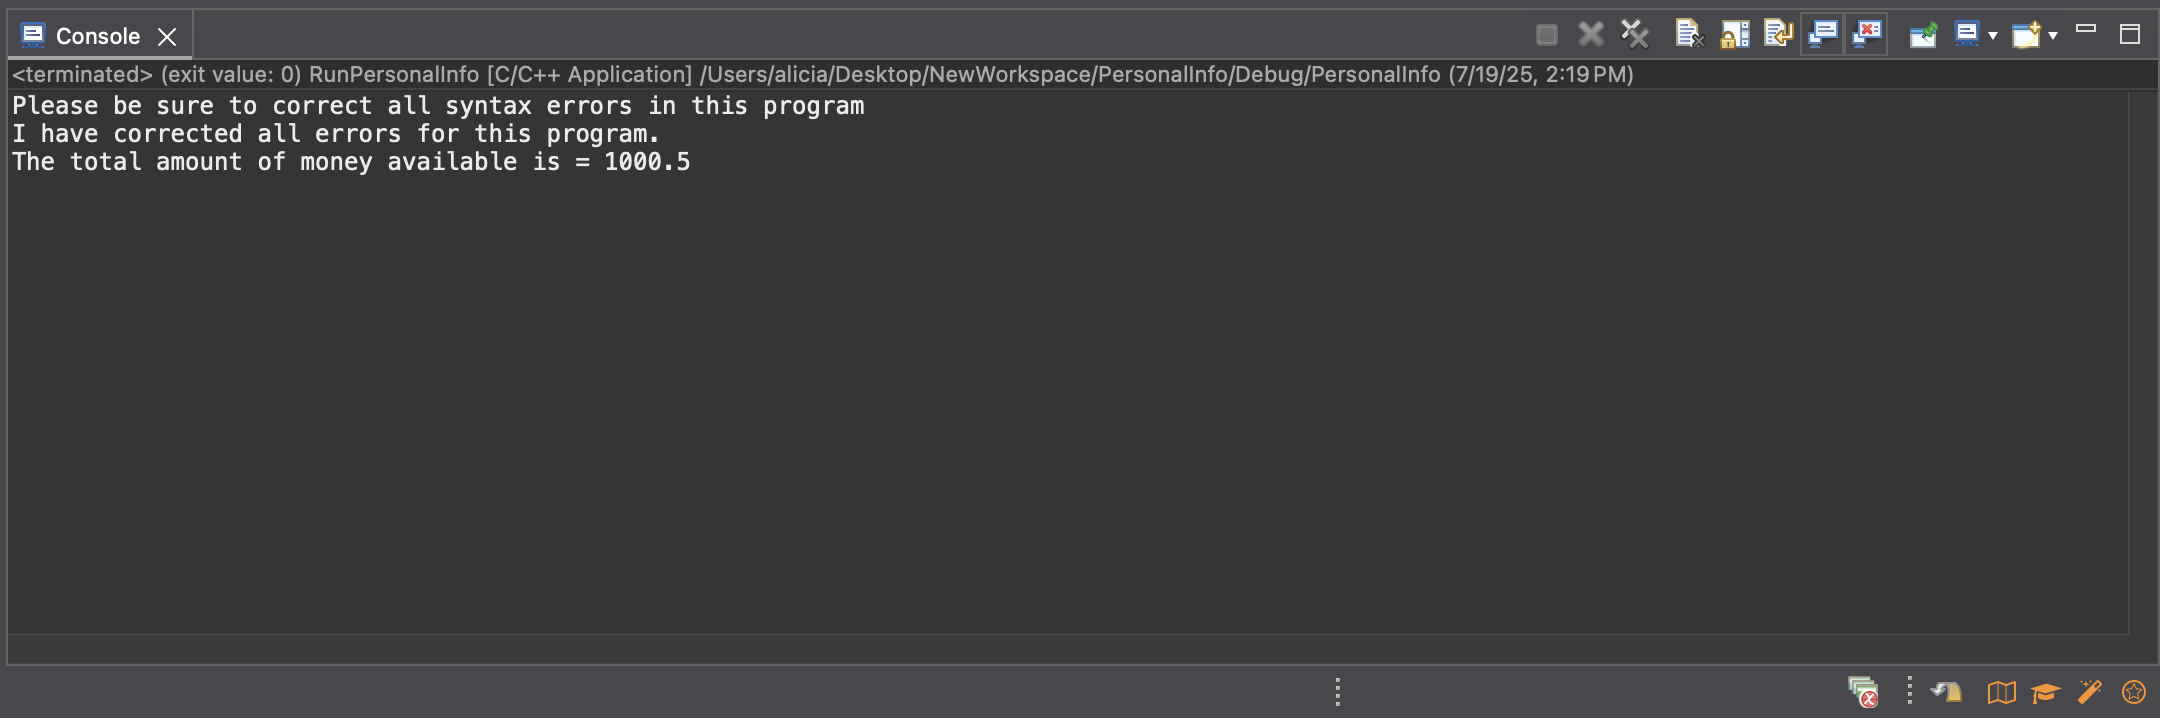 Console
<terminated> (exit value: 0) RunPersonalInfo [C/C++ Application] /Users/alicia/Desktop/NewWorkspace/PersonalInfo/Debug/PersonalInfo (7/19/25, 2:19 PM)
Please be sure to correct all syntax errors in this program
I have corrected all errors for this program.
The total amount of money available is = 1000.5